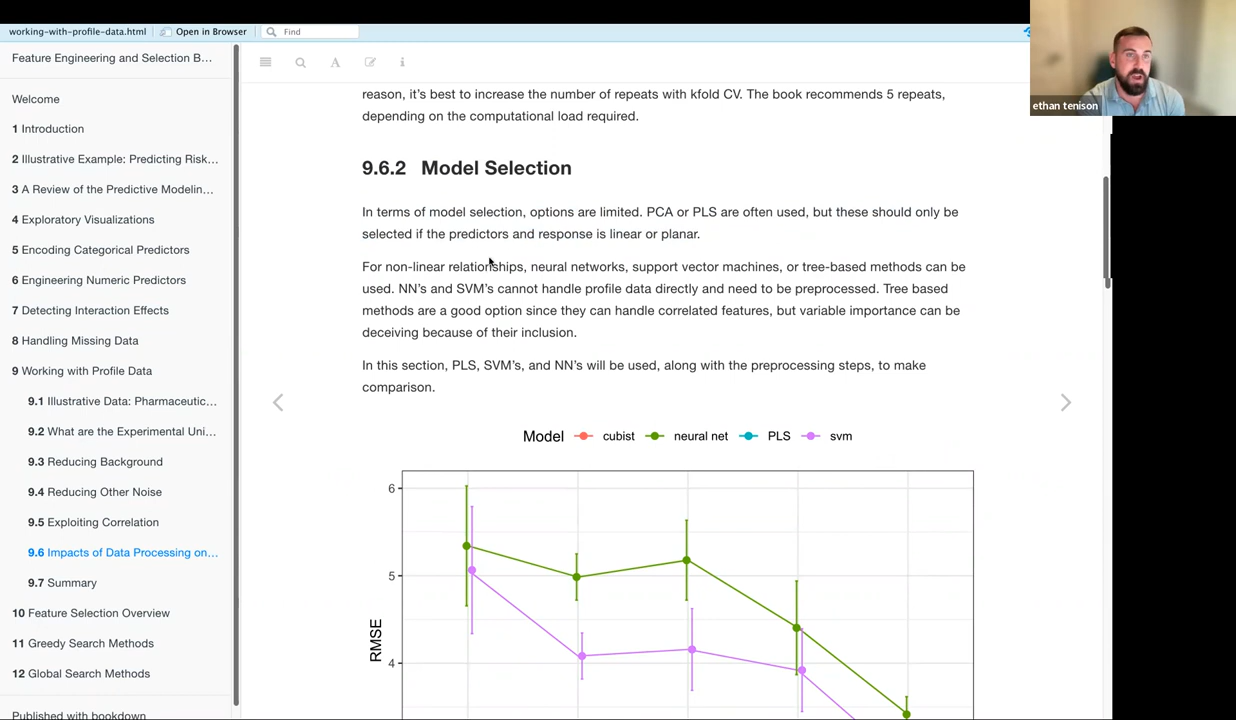 working-with-profile-data.html
Open in Browser
Find
Feature Engineering and Selection B...
Welcome
1 Introduction
2 Illustrative Example: Predicting Risk...
3 A Review of the Predictive Modelin...
4 Exploratory Visualizations
5 Encoding Categorical Predictors
6 Engineering Numeric Predictors
7 Detecting Interaction Effects
8 Handling Missing Data
9 Working with Profile Data
9.1 Illustrative Data: Pharmaceutic...
9.2 What are the Experimental Uni...
9.3 Reducing Background
9.4 Reducing Other Noise
9.5 Exploiting Correlation
9.6 Impacts of Data Processing on...
9.7 Summary
10 Feature Selection Overview
11 Greedy Search Methods
12 Global Search Methods
Published with bookdown
reason, it's best to increase the number of repeats with kfold CV. The book recommends 5 repeats,
depending on the computational load required.
9.6.2 Model Selection
In terms of model selection, options are limited. PCA or PLS are often used, but these should only be
selected if the predictors and response is linear or planar.
For non-linear relationships, neural networks, support vector machines, or tree-based methods can be
used. NN's and SVM's cannot handle profile data directly and need to be preprocessed. Tree based
methods are a good option since they can handle correlated features, but variable importance can be
deceiving because of their inclusion.
In this section, PLS, SVM's, and NN's will be used, along with the preprocessing steps, to make
comparison.
Model cubist neural net PLS svm
6
5
4
RMSE
ethan tenison